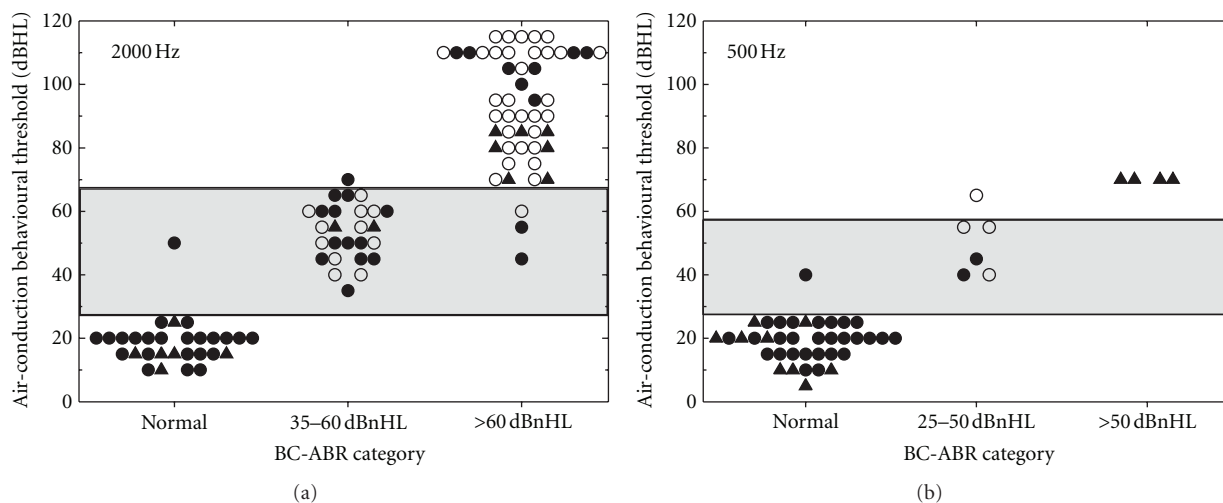 120
100
80
60
40
20
0
Air-conduction behavioural threshold (dBHL)
2000 Hz
Normal
35–60 dBnHL
>60 dBnHL
BC-ABR category
(a)
120
100
80
60
40
20
0
Air-conduction behavioural threshold (dBHL)
500 Hz
Normal
25–50 dBnHL
>50 dBnHL
BC-ABR category
(b)